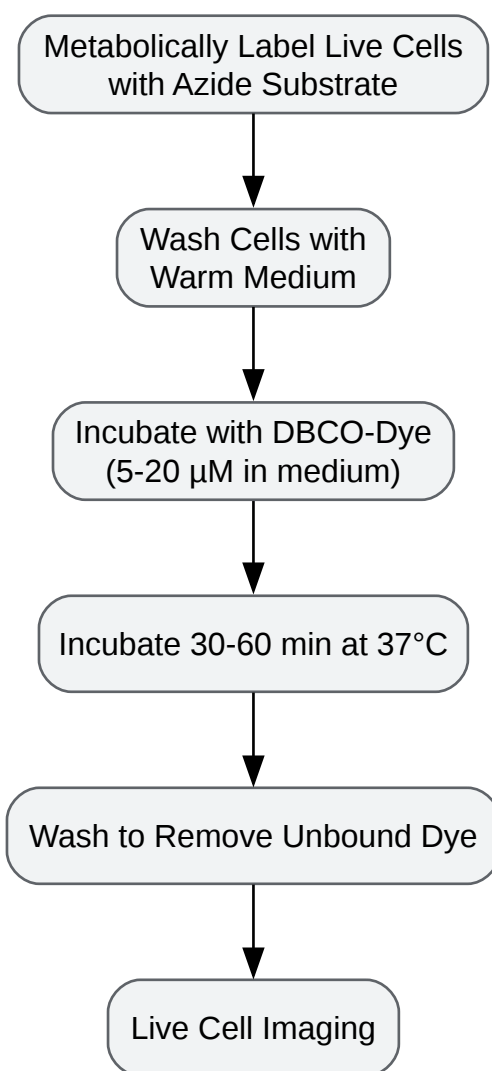 Metabolically Label Live Cells
with Azide Substrate
Wash Cells with
Warm Medium
Incubate with DBCO-Dye
(5-20 µM in medium)
Incubate 30-60 min at 37°C
Wash to Remove Unbound Dye
Live Cell Imaging